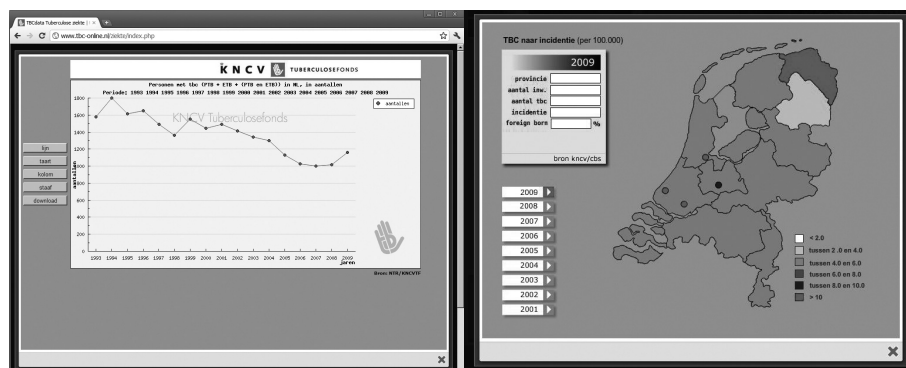 TBCdata Tuberculose ziekte |
www.tbc-online.nl/ziekte/index.php
KNCV TUBERCULOSEFONDS
Personen met tbc (PTB + ETB + (PTB en ETB)) in NL, in aantallen
Periode: 1993 1994 1995 1996 1997 1998 1999 2000 2001 2002 2003 2004 2005 2006 2007 2008 2009
KNCV Tuberculosefonds
aantallen
1800
1600
1400
1200
1000
800
600
400
200
0
aantallen
1993 1994 1995 1996 1997 1998 1999 2000 2001 2002 2003 2004 2005 2006 2007 2008 2009
jaren
Bron: NTR/KNCVTF
lijn
taart
kolom
staaf
download
TBC naar incidentie (per 100.000)
2009
provincie
aantal inw.
aantal tbc
incidentie
foreign born %
bron kncv/cbs
2009
2008
2007
2006
2005
2004
2003
2002
2001
< 2.0
tussen 2 .0 en 4.0
tussen 4.0 en 6.0
tussen 6.0 en 8.0
tussen 8.0 en 10.0
> 10